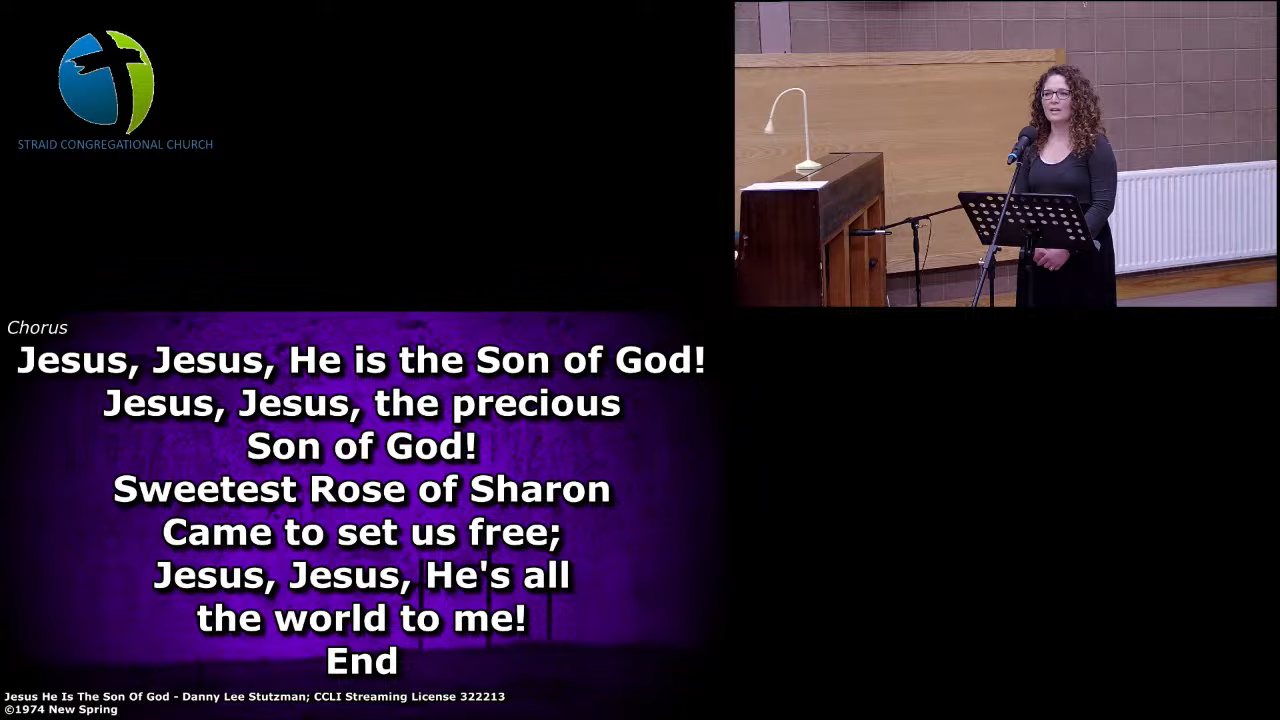 STRAID CONGREGATIONAL CHURCH
Chorus
Jesus, Jesus, He is the Son of God!
Jesus, Jesus, the precious
Son of God!
Sweetest Rose of Sharon
Came to set us free;
Jesus, Jesus, He's all
the world to me!
End
Jesus He Is The Son Of God - Danny Lee Stutzman; CCLI Streaming License 322213
©1974 New Spring